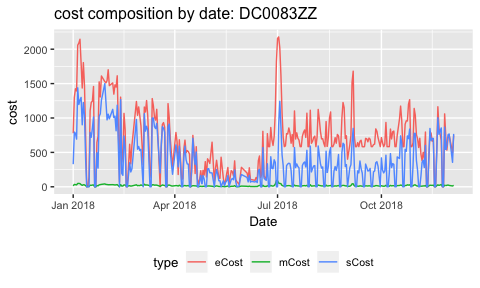 cost composition by date: DC0083ZZ
2000
1500
1000
500
0
cost
Jan 2018 Apr 2018 Jul 2018 Oct 2018
Date
type eCost mCost sCost